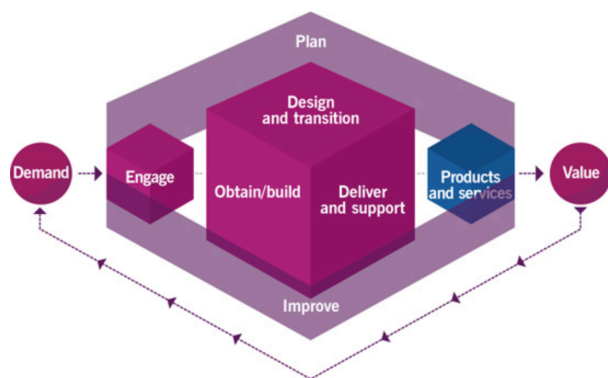 Plan
Design
and transition
Demand
Engage
Obtain/build
Deliver
and support
Products
and services
Value
Improve